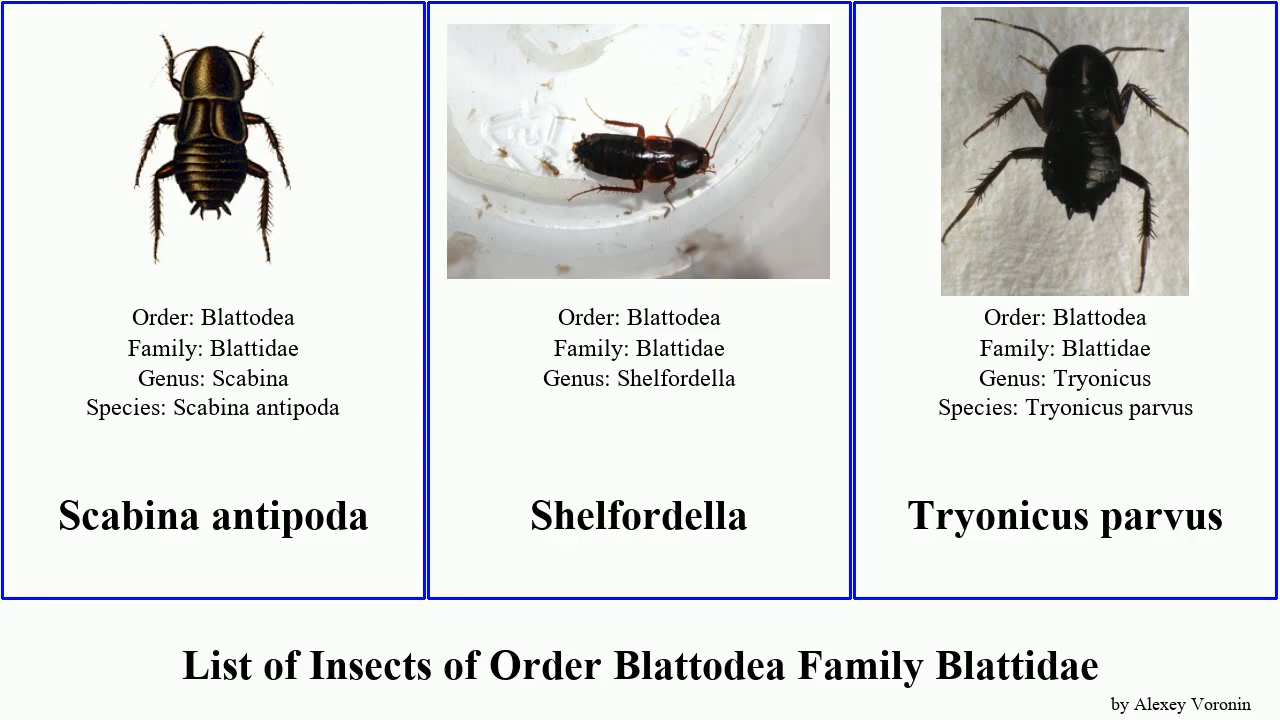 Order: Blattodea
Family: Blattidae
Genus: Scabina
Species: Scabina antipoda
Scabina antipoda
Order: Blattodea
Family: Blattidae
Genus: Shelfordella
Shelfordella
Order: Blattodea
Family: Blattidae
Genus: Tryonicus
Species: Tryonicus parvus
Tryonicus parvus
List of Insects of Order Blattodea Family Blattidae
by Alexey Voronin